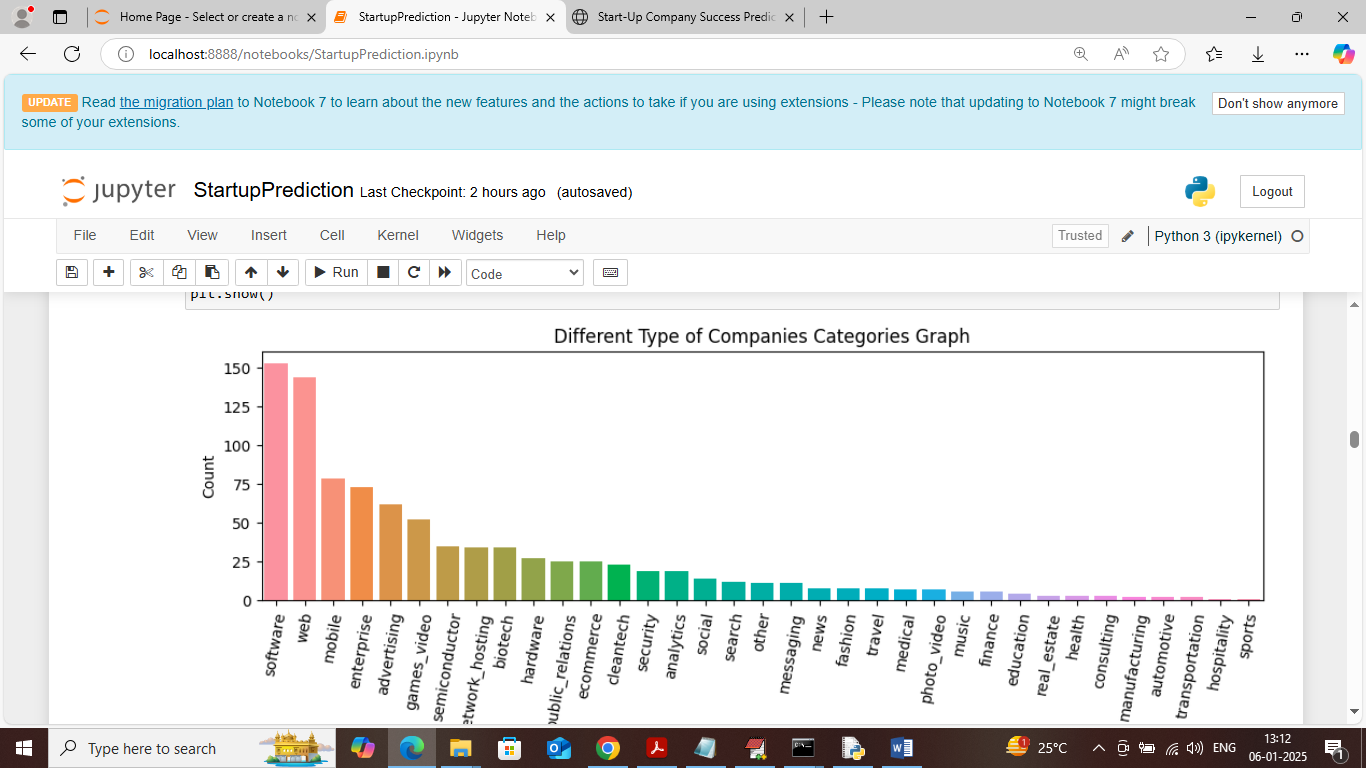 Home Page - Select or create a no
StartupPrediction - Jupyter Noteb
Start-Up Company Success Predic
localhost:8888/notebooks/StartupPrediction.ipynb
UPDATE Read the migration plan to Notebook 7 to learn about the new features and the actions to take if you are using extensions - Please note that updating to Notebook 7 might break
some of your extensions.
Don't show anymore
jupyter StartupPrediction Last Checkpoint: 2 hours ago (autosaved)
Logout
File Edit View Insert Cell Kernel Widgets Help
Trusted
Python 3 (ipykernel)
Run
Code
plt.show()
Different Type of Companies Categories Graph
Count
150
125
100
75
50
25
0
software
web
mobile
enterprise
advertising
games_video
semiconductor
etwork_hosting
biotech
hardware
public_relations
ecommerce
cleantech
security
analytics
social
search
other
messaging
news
fashion
travel
medical
photo_video
music
finance
education
real_estate
health
consulting
manufacturing
automotive
transportation
hospitality
sports
Type here to search
1
25°C
ENG
13:12
06-01-2025
1